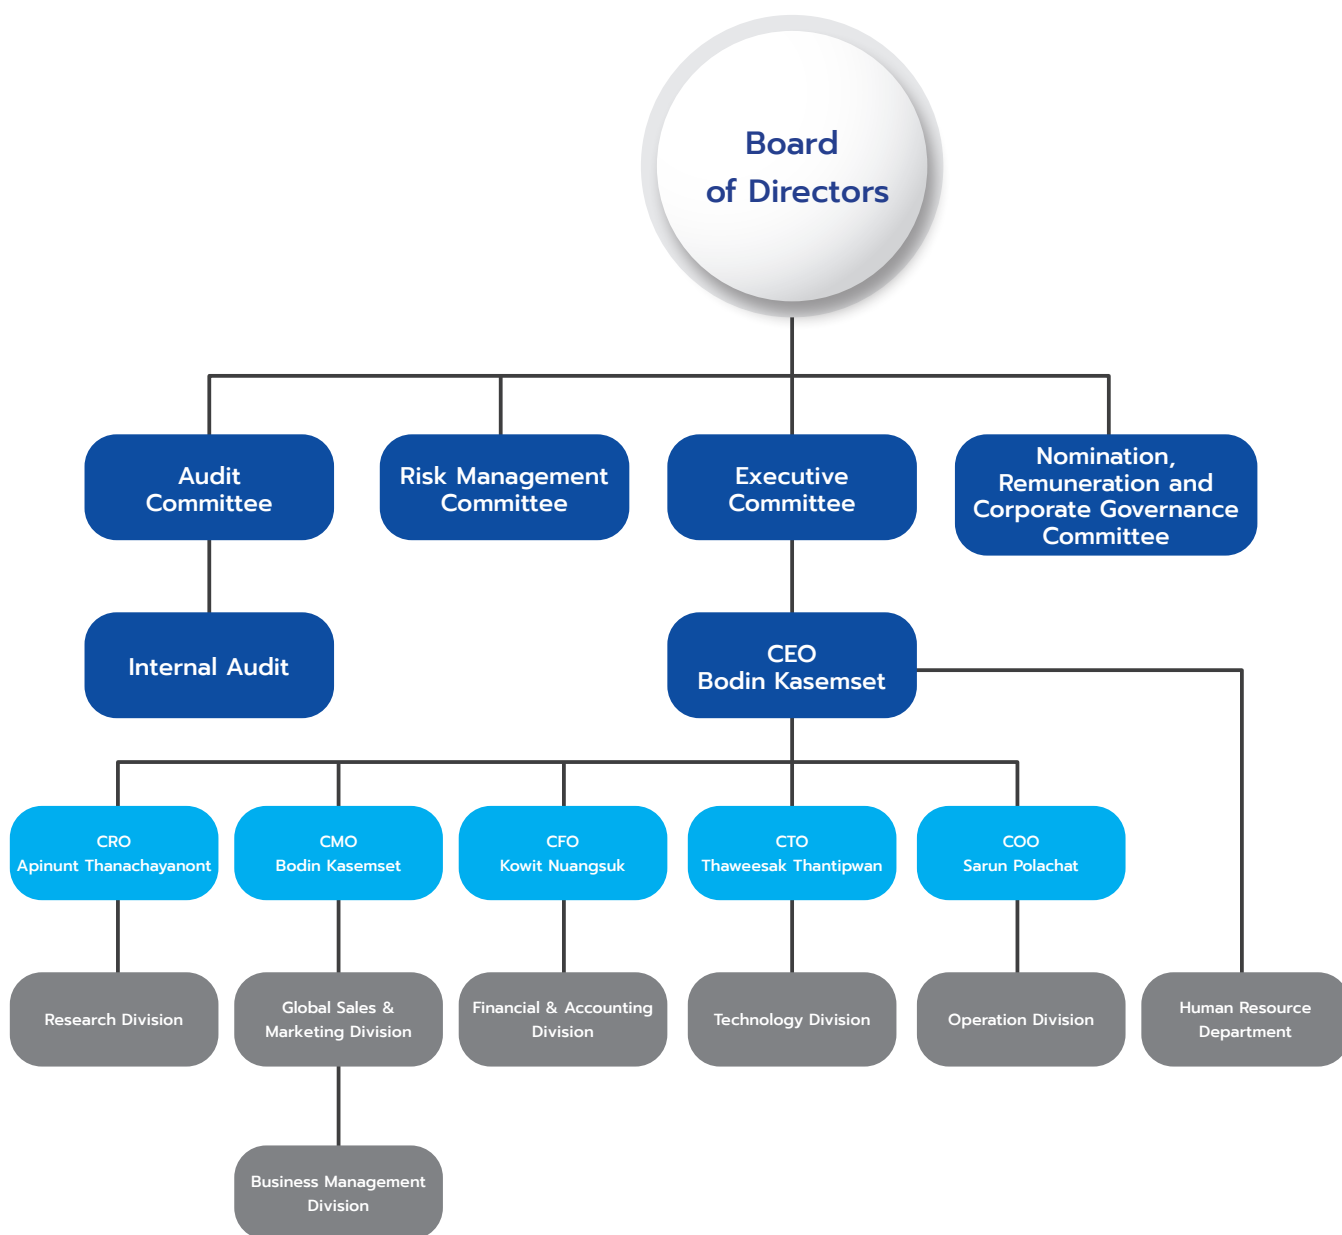 Board
of Directors
Audit
Committee
Risk Management
Committee
Executive
Committee
Nomination,
Remuneration and
Corporate Governance
Committee
Internal Audit
CEO
Bodin Kasemset
CRO
Apinunt Thanachayanont
CMO
Bodin Kasemset
CFO
Kowit Nuangsuk
CTO
Thaweesak Thantipwan
COO
Sarun Polachat
Research Division
Global Sales &
Marketing Division
Financial & Accounting
Division
Technology Division
Operation Division
Human Resource
Department
Business Management
Division